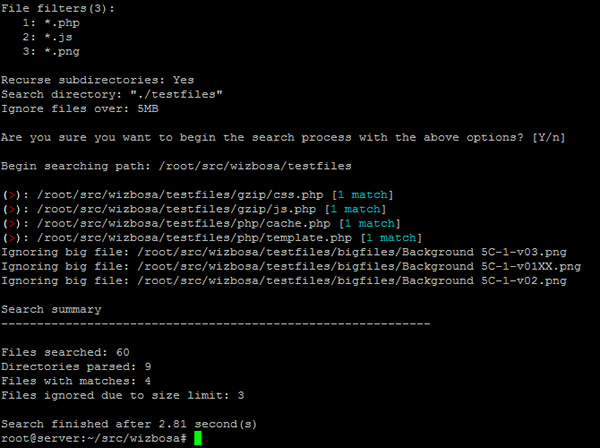 File filters(3):
1: *.php
2: *.js
3: *.png
Recurse subdirectories: Yes
Search directory: "./testfiles"
Ignore files over: 5MB
Are you sure you want to begin the search process with the above options? [Y/n]
Begin searching path: /root/src/wizbosa/testfiles
(>): /root/src/wizbosa/testfiles/gzip/css.php [1 match]
(>): /root/src/wizbosa/testfiles/gzip/js.php [1 match]
(>): /root/src/wizbosa/testfiles/php/cache.php [1 match]
(>): /root/src/wizbosa/testfiles/php/template.php [1 match]
Ignoring big file: /root/src/wizbosa/testfiles/bigfiles/Background 5C-1-v03.png
Ignoring big file: /root/src/wizbosa/testfiles/bigfiles/Background 5C-1-v01XX.png
Ignoring big file: /root/src/wizbosa/testfiles/bigfiles/Background 5C-1-v02.png
Search summary
------------------------------------------------------------
Files searched: 60
Directories parsed: 9
Files with matches: 4
Files ignored due to size limit: 3
Search finished after 2.81 second(s)
root@server:~/src/wizbosa#